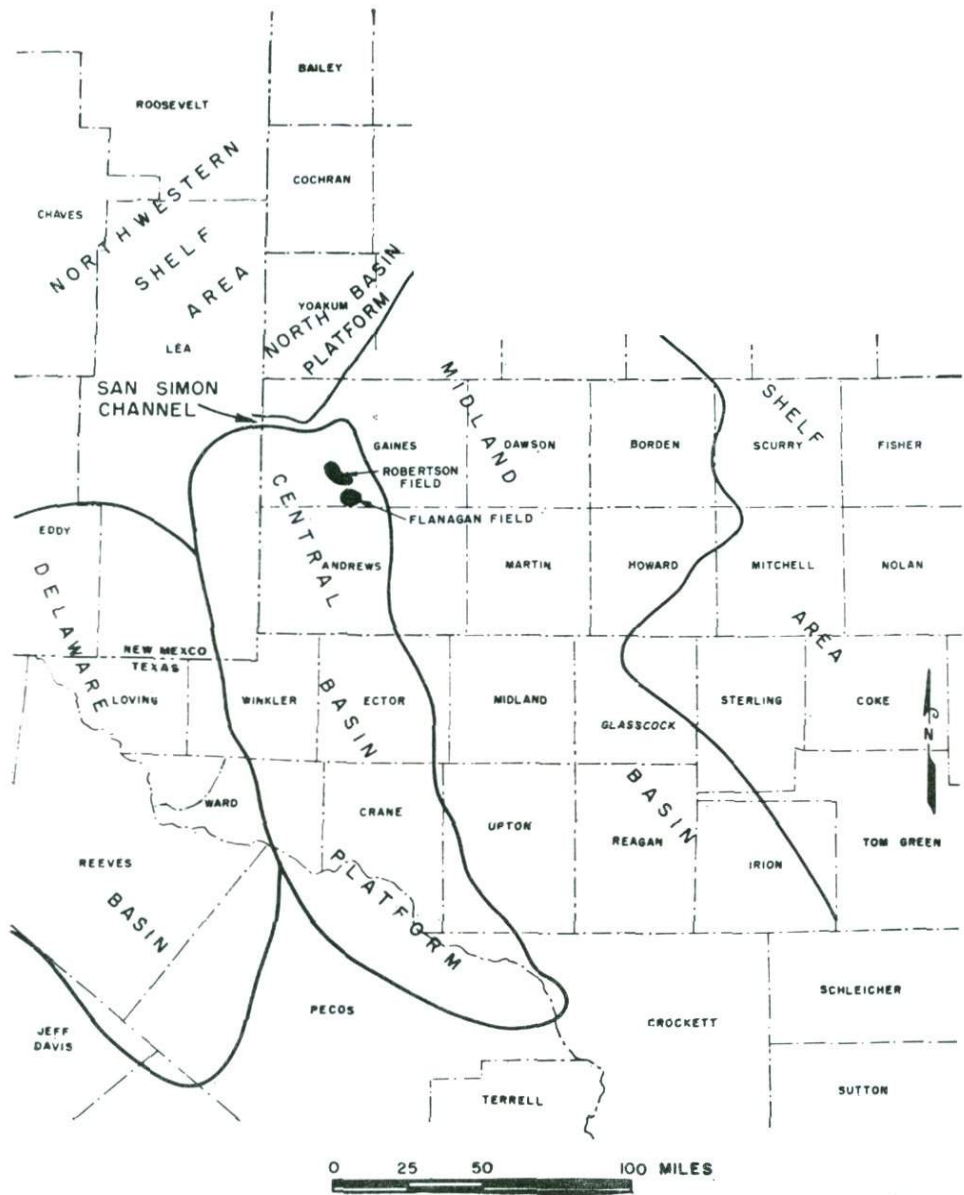 BAILEY
ROOSEVELT
COCHRAN
CHAVES
NORTHWESTERN
SHELF
AREA
YOAKUM
NORTH BASIN
PLATFORM
LEA
SAN SIMON
CHANNEL
MIDLAND
SHELF
GAINES
DAWSON
BORDEN
SCURRY
FISHER
ROBERTSON
FIELD
FLANAGAN FIELD
CENTRAL
EDDY
DELAWARE
ANDREWS
MARTIN
HOWARD
MITCHELL
NOLAN
AREA
NEW MEXICO
TEXAS
LOVING
WINKLER
ECTOR
BASIN
MIDLAND
GLASSCOCK
STERLING
COKE
N
WARD
CRANE
UPTON
BASIN
REAGAN
IRION
TOM GREEN
REEVES
BASIN
PLATFORM
PECOS
JEFF
DAVIS
CROCKETT
SCHLEICHER
TERRELL
SUTTON
0 25 50 100 MILES